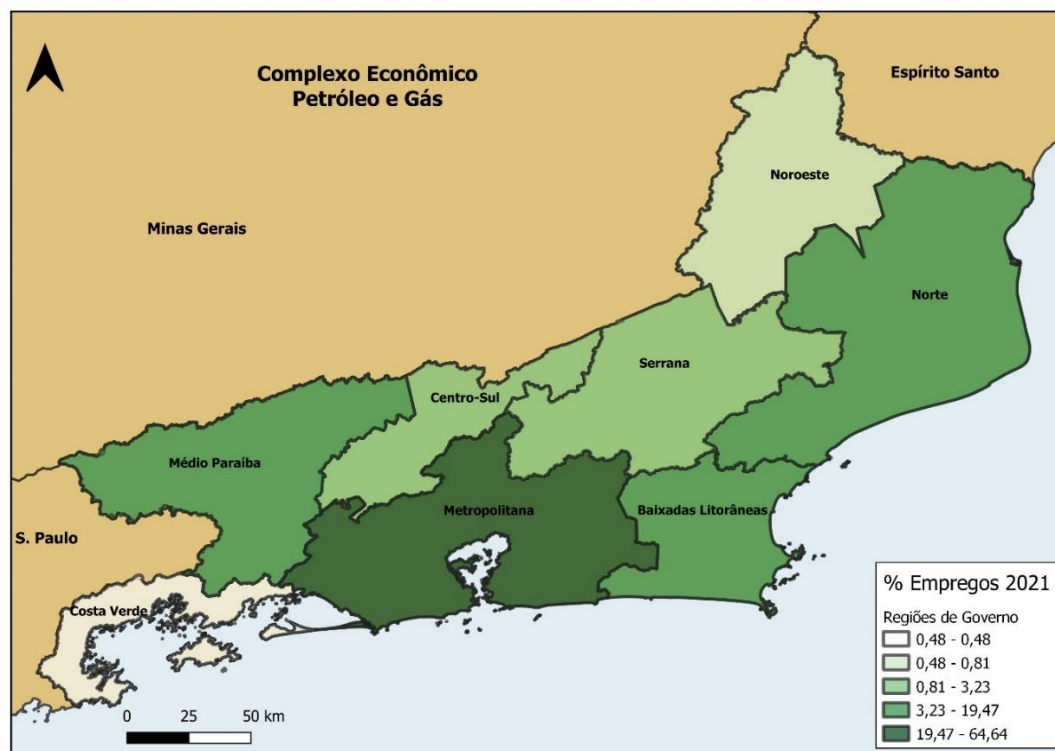 Complexo Econômico
Petróleo e Gás
Espírito Santo
Noroeste
Minas Gerais
Norte
Serrana
Centro-Sul
Médio Paraíba
Metropolitana
Baixadas Litorâneas
S. Paulo
Costa Verde
% Empregos 2021
Regiões de Governo
0,48 - 0,48
0,48 - 0,81
0,81 - 3,23
3,23 - 19,47
19,47 - 64,64
0 25 50 km